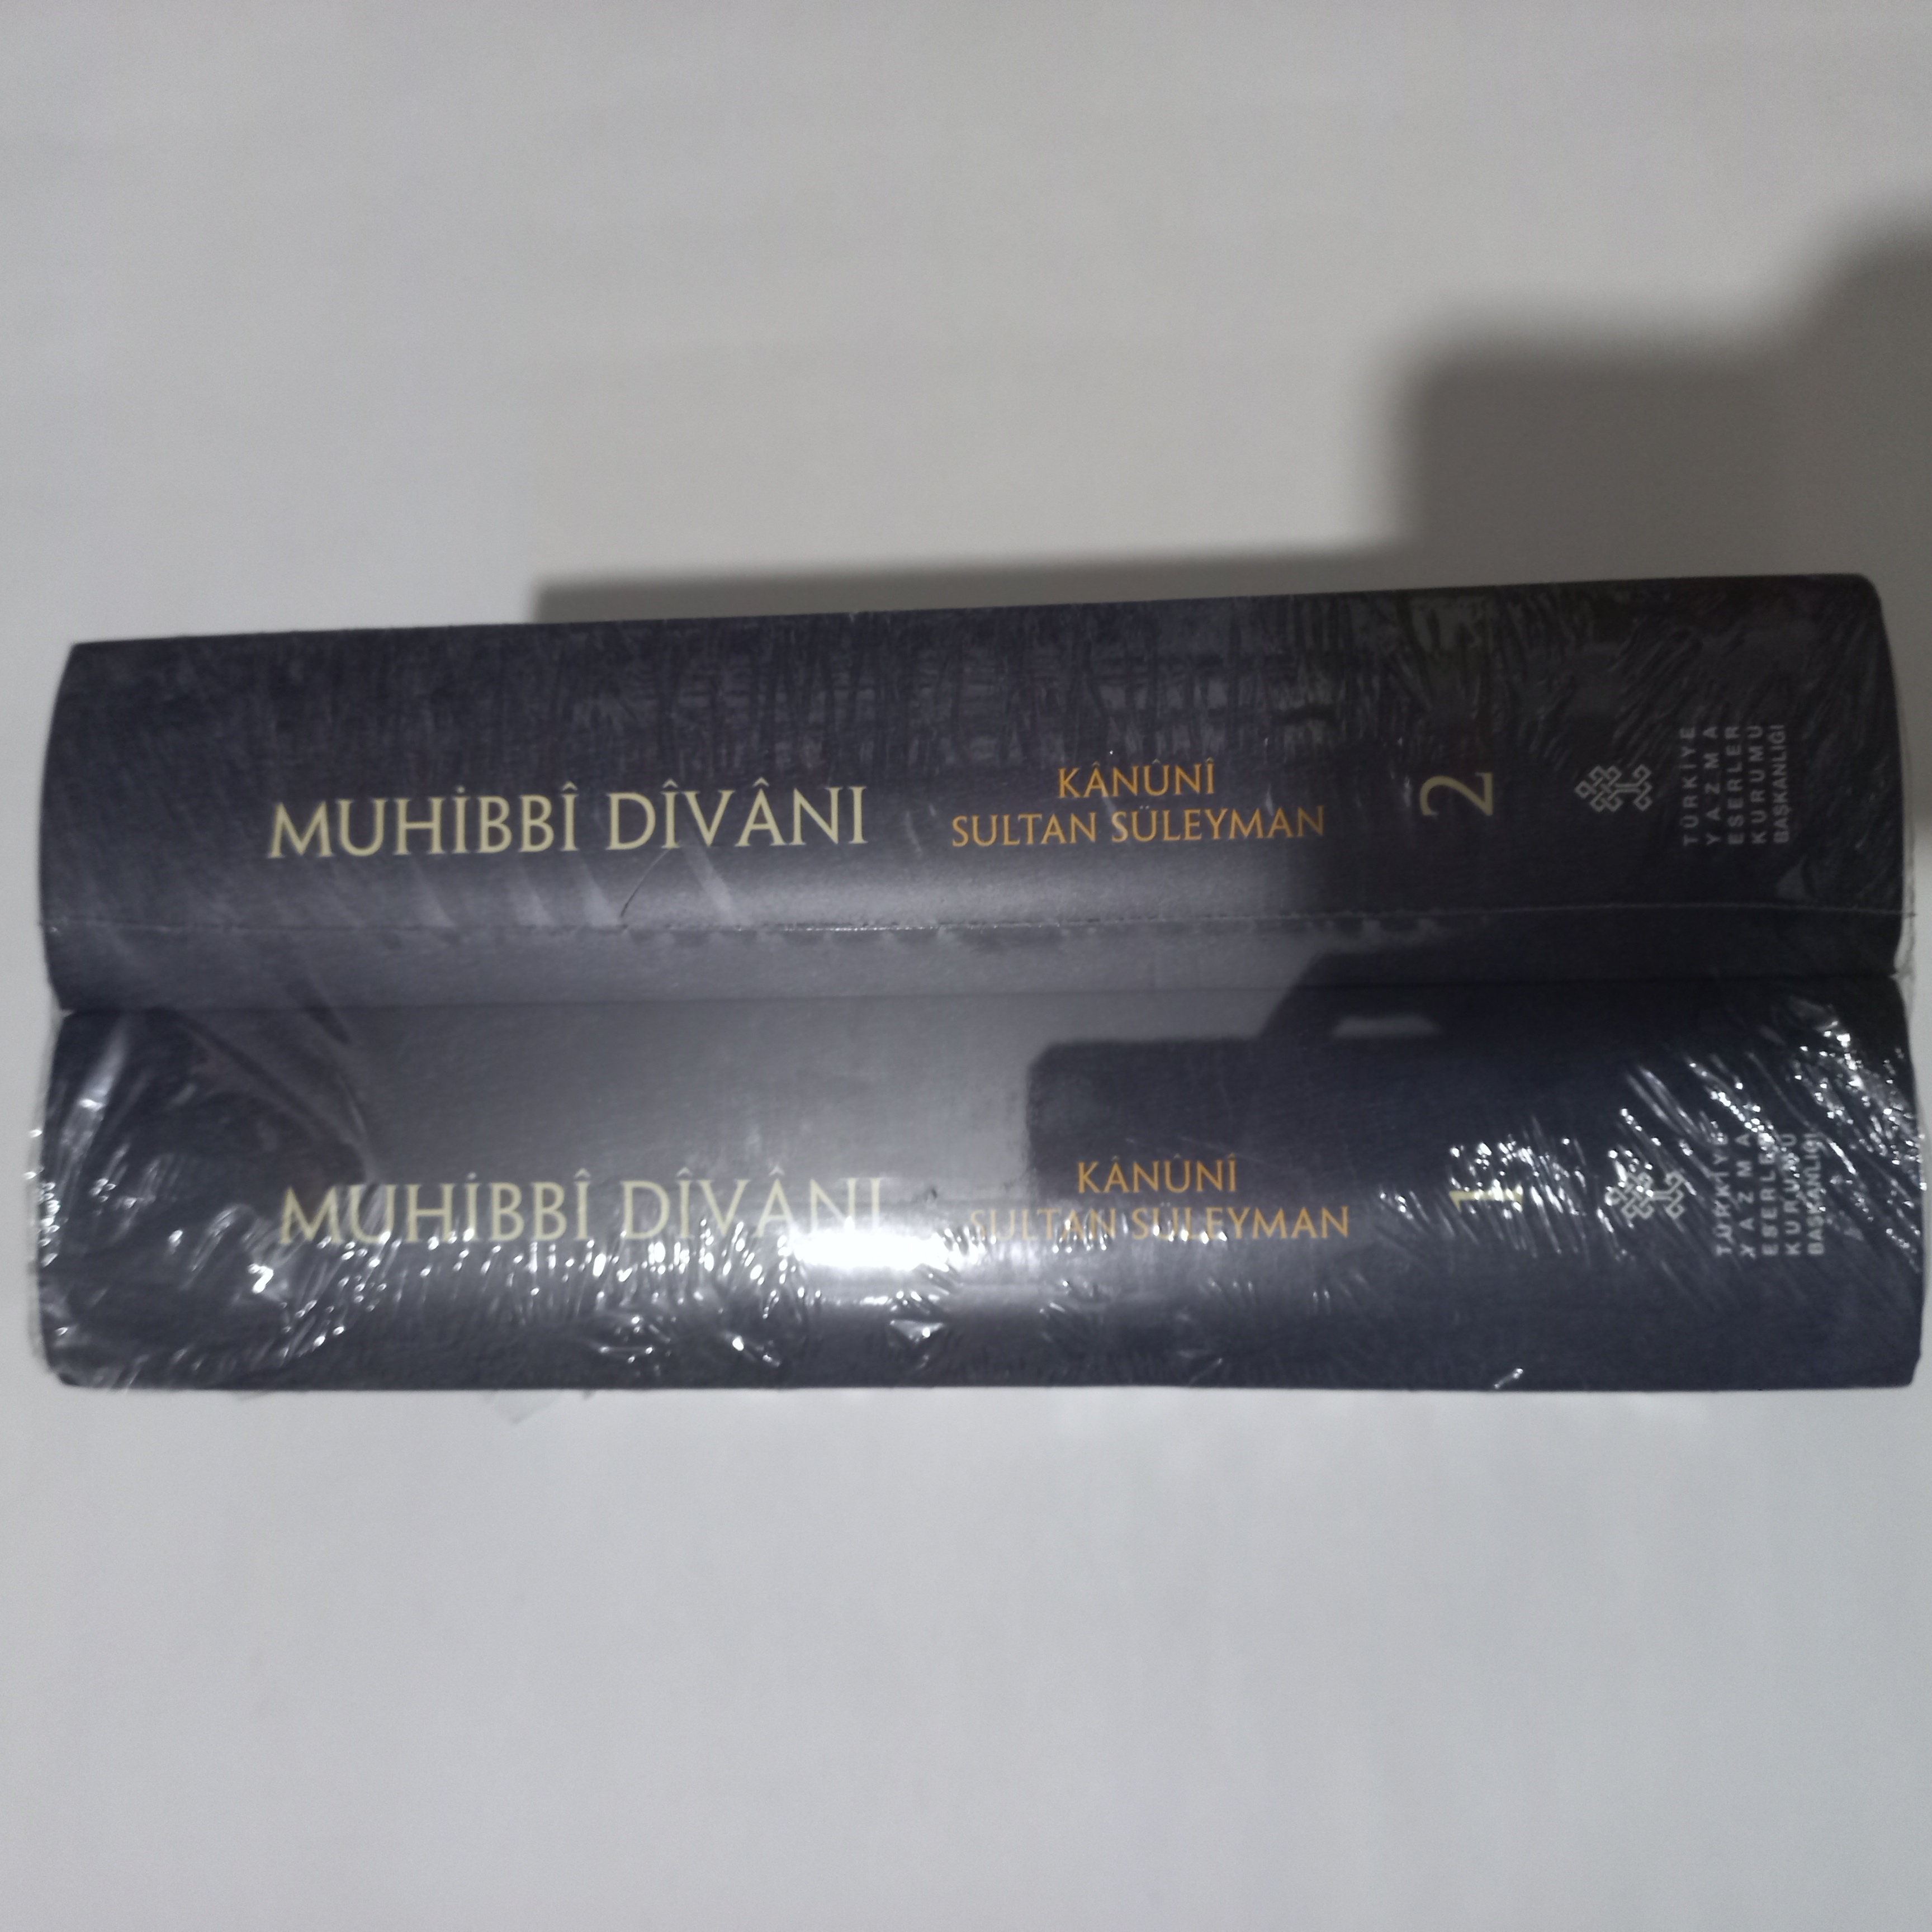 MUHİBBÎ DÎVÂNI
KÂNÛNÎ
SULTAN SÜLEYMAN
2
TÜRKİYE
YAZMA
ESERLER
KURUMU
BAŞKANLIĞI
MUHİBBÎ DÎVÂNI
KÂNÛNÎ
SULTAN SÜLEYMAN
1
TÜRKİYE
YAZMA
ESERLER
KURUMU
BAŞKANLIĞI